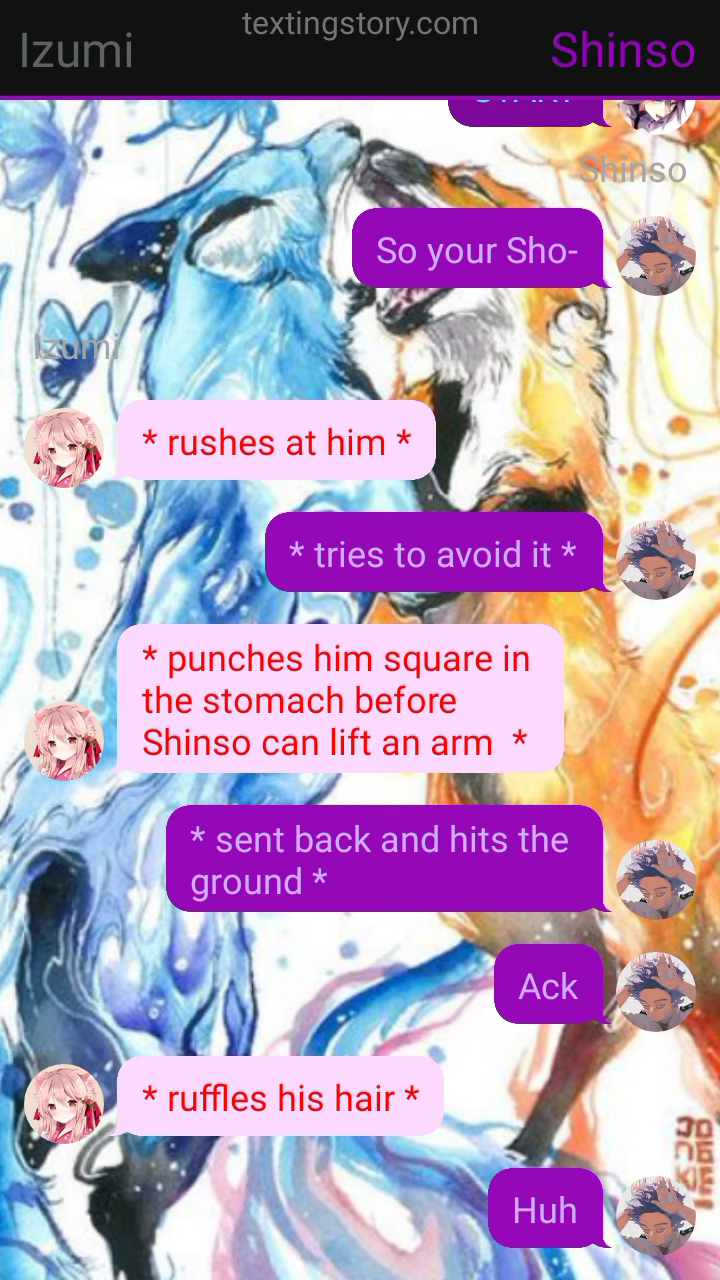 textingstory.com
Izumi
Shinso
START
Shinso
So your Sho-
Izumi
* rushes at him *
* tries to avoid it *
* punches him square in
the stomach before
Shinso can lift an arm  *
* sent back and hits the
ground *
Ack
* ruffles his hair *
Huh